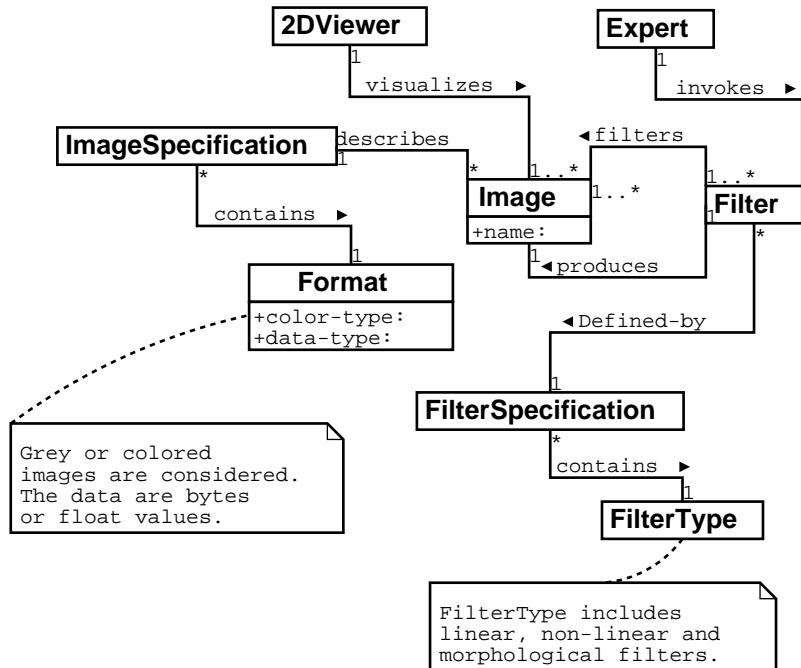 2DViewer
Expert
1
1
visualizes ►
invokes ►
ImageSpecification
describes
◄filters
1
*
*
1..*
1..*
1..*
Image
Filter
1
contains ►
+name:
*
1
1
◄produces
Format
+color-type:
+data-type:
◄Defined-by
1
FilterSpecification
*
Grey or colored
images are considered.
The data are bytes
or float values.
contains ►
1
FilterType
FilterType includes
linear, non-linear and
morphological filters.